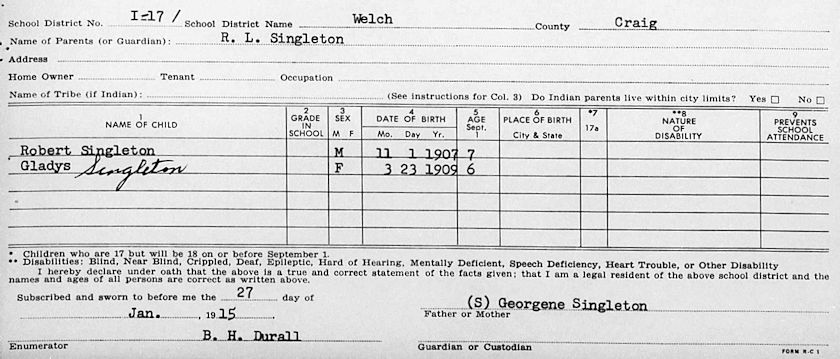 School District No. I-17 / School District Name Welch County Craig
Name of Parents (or Guardian) : R. L. Singleton
Address
Home Owner Tenant Occupation
Name of Tribe (if Indian) : (See instructions for Col. 3) Do Indian parents live within city limits? Yes □ No □
1 NAME OF CHILD 2 GRADE IN SCHOOL 3 SEX M F 4 DATE OF BIRTH Mo. Day Yr. 5 AGE Sept. 1 6 PLACE OF BIRTH City & State *7 17a **8 NATURE OF DISABILITY 9 PREVENTS SCHOOL ATTENDANCE
Robert Singleton M 11 1 1907 7
Gladys Singleton F 3 23 1909 6
* Children who are 17 but will be 18 on or before September 1.
** Disabilities: Blind, Near Blind, Crippled, Deaf, Epileptic, Hard of Hearing, Mentally Deficient, Speech Deficiency, Heart Trouble, or Other Disability
I hereby declare under oath that the above is a true and correct statement of the facts given; that I am a legal resident of the above school district and the
names and ages of all persons are correct as written above.
Subscribed and sworn to before me the 27 day of
Jan. , 1915
(S) Georgene Singleton
Father or Mother
B. H. Durall
Enumerator
Guardian or Custodian
FORM R-C 1